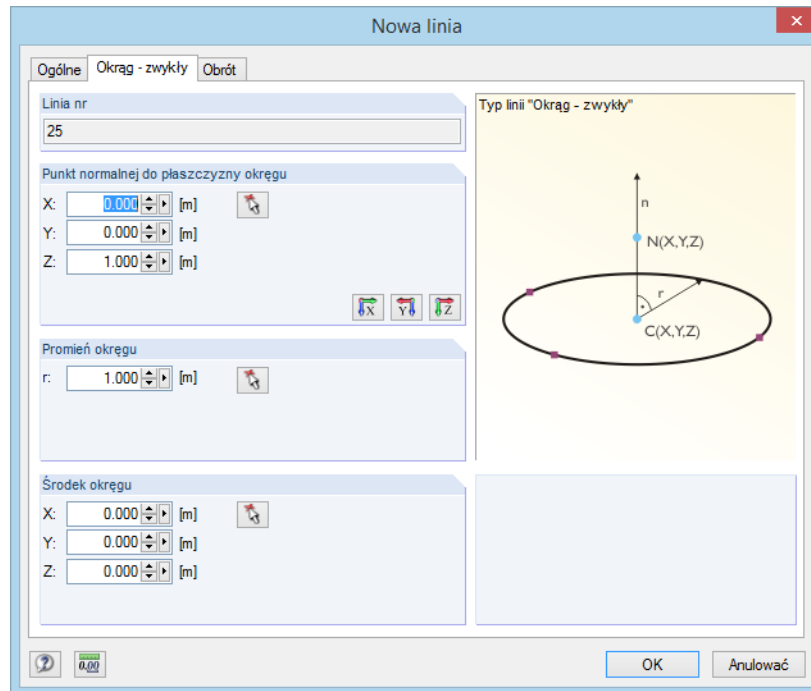 Nowa linia
Ogólne Okrąg - zwykły Obrót
Linia nr
25
Punkt normalnej do płaszczyzny okręgu
X: 0.000 [m]
Y: 0.000 [m]
Z: 1.000 [m]
X Y Z
Promień okręgu
r: 1.000 [m]
Środek okręgu
X: 0.000 [m]
Y: 0.000 [m]
Z: 0.000 [m]
Typ linii "Okrąg - zwykły"
n
N(X,Y,Z)
r
C(X,Y,Z)
0.00
OK Anulować